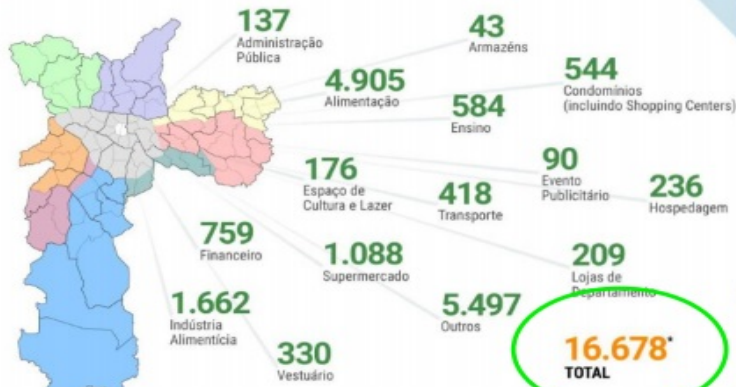 137
Administração
Pública
43
Armazéns
4.905
Alimentação
544
Condomínios
(incluindo Shopping Centers)
584
Ensino
176
Espaço de
Cultura e Lazer
418
Transporte
90
Evento
Publicitário
236
Hospedagem
759
Financeiro
1.088
Supermercado
209
Lojas de
Departamento
1.662
Indústria
Alimentícia
5.497
Outros
330
Vestuário
16.678*
TOTAL